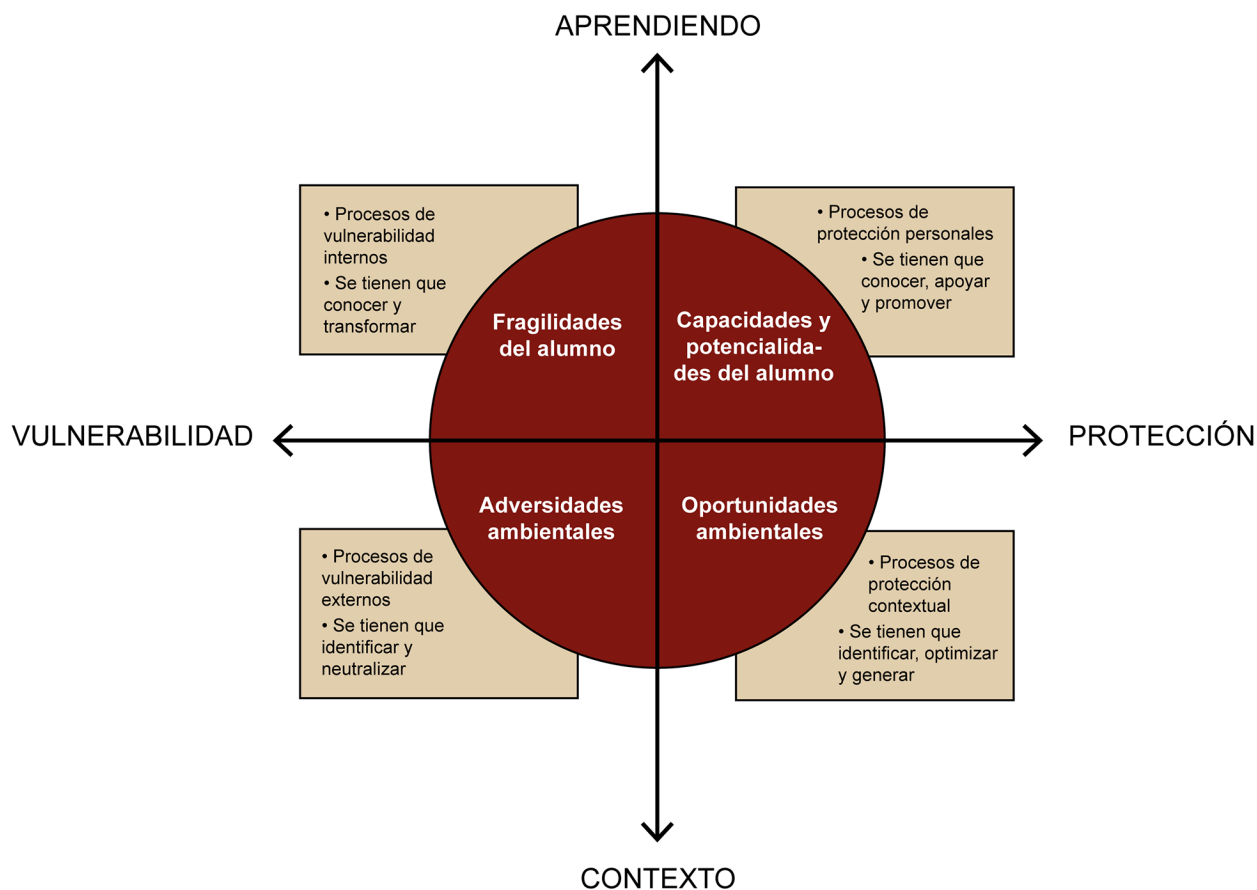 APRENDIENDO
• Procesos de
vulnerabilidad
internos
• Se tienen que
conocer y
transformar
• Procesos de
protección personales
• Se tienen que
conocer, apoyar
y promover
Fragilidades
del alumno
Capacidades y
potencialida-
des del alumno
VULNERABILIDAD
PROTECCIÓN
Adversidades
ambientales
Oportunidades
ambientales
• Procesos de
vulnerabilidad
externos
• Se tienen que
identificar y
neutralizar
• Procesos de
protección
contextual
• Se tienen que
identificar, optimizar
y generar
CONTEXTO